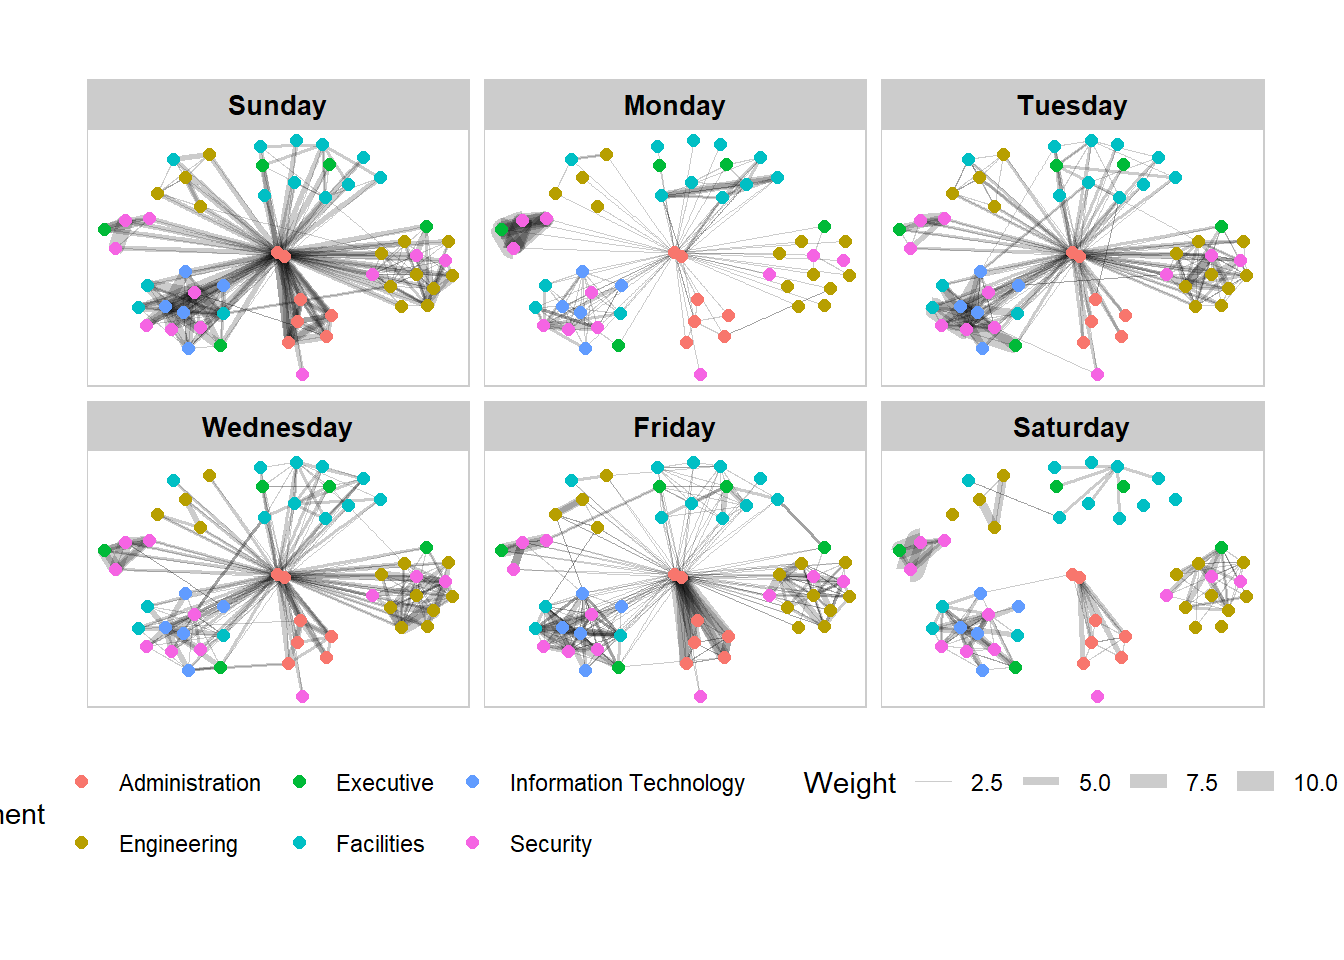 Sunday
Monday
Tuesday
Wednesday
Friday
Saturday
Administration Executive Information Technology Weight 2.5 5.0 7.5 10.0
ment
Engineering Facilities Security